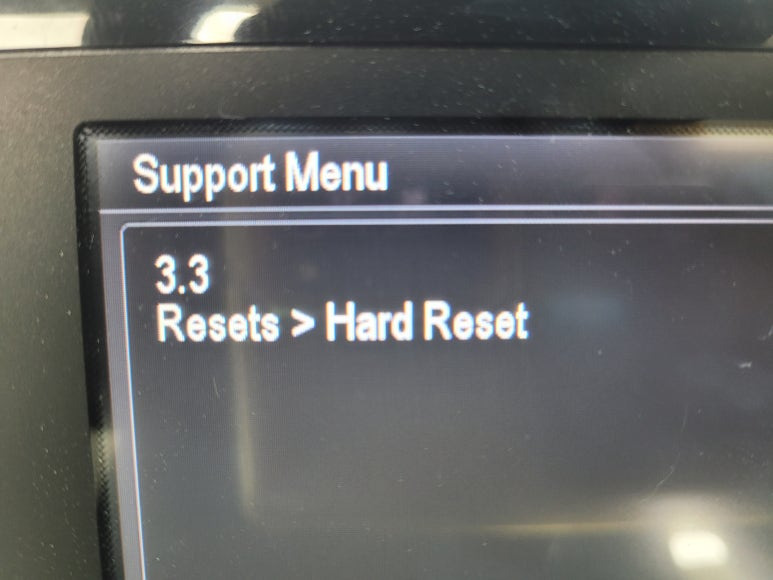 Support Menu
3.3
Resets > Hard Reset